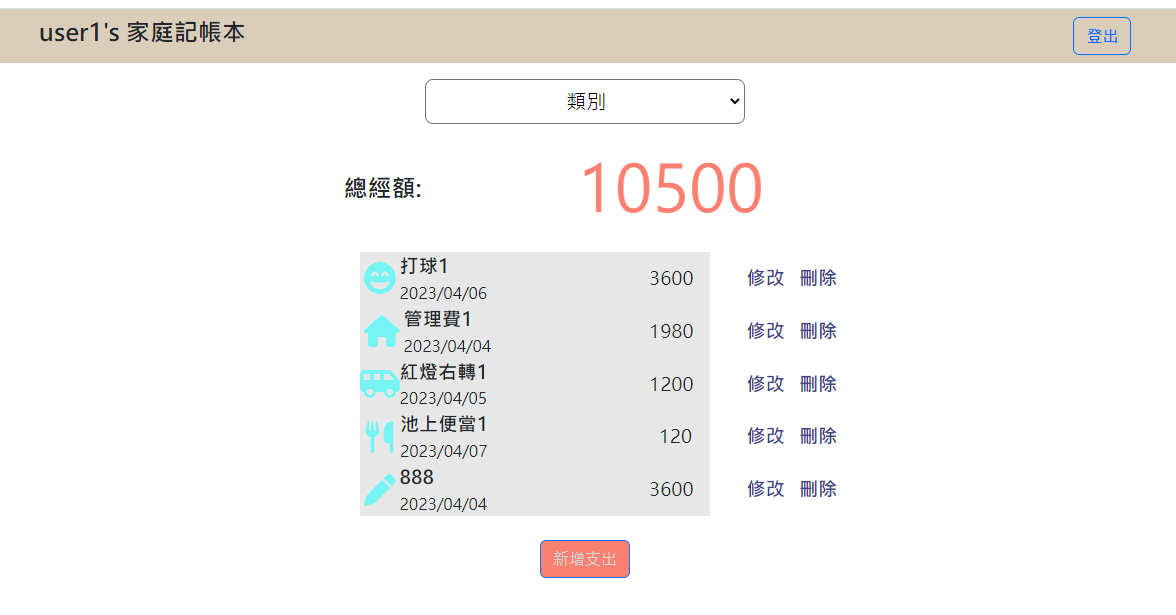 user1's 家庭記帳本
登出
類別
總經額: 10500
打球1
2023/04/06
3600 修改 刪除
管理費1
2023/04/04
1980 修改 刪除
紅燈右轉1
2023/04/05
1200 修改 刪除
池上便當1
2023/04/07
120 修改 刪除
888
2023/04/04
3600 修改 刪除
新增支出